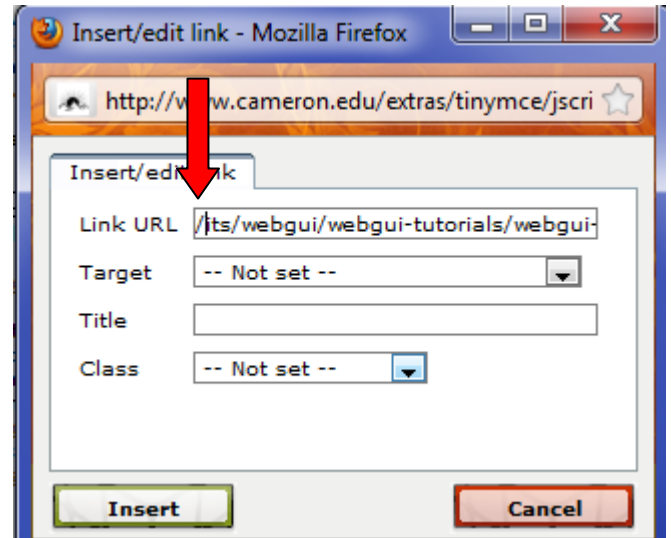 Insert/edit link - Mozilla Firefox
http://www.cameron.edu/extras/tinymce/jscri
Insert/edit link
Link URL /its/webgui/webgui-tutorials/webgui-
Target -- Not set --
Title
Class -- Not set --
Insert Cancel